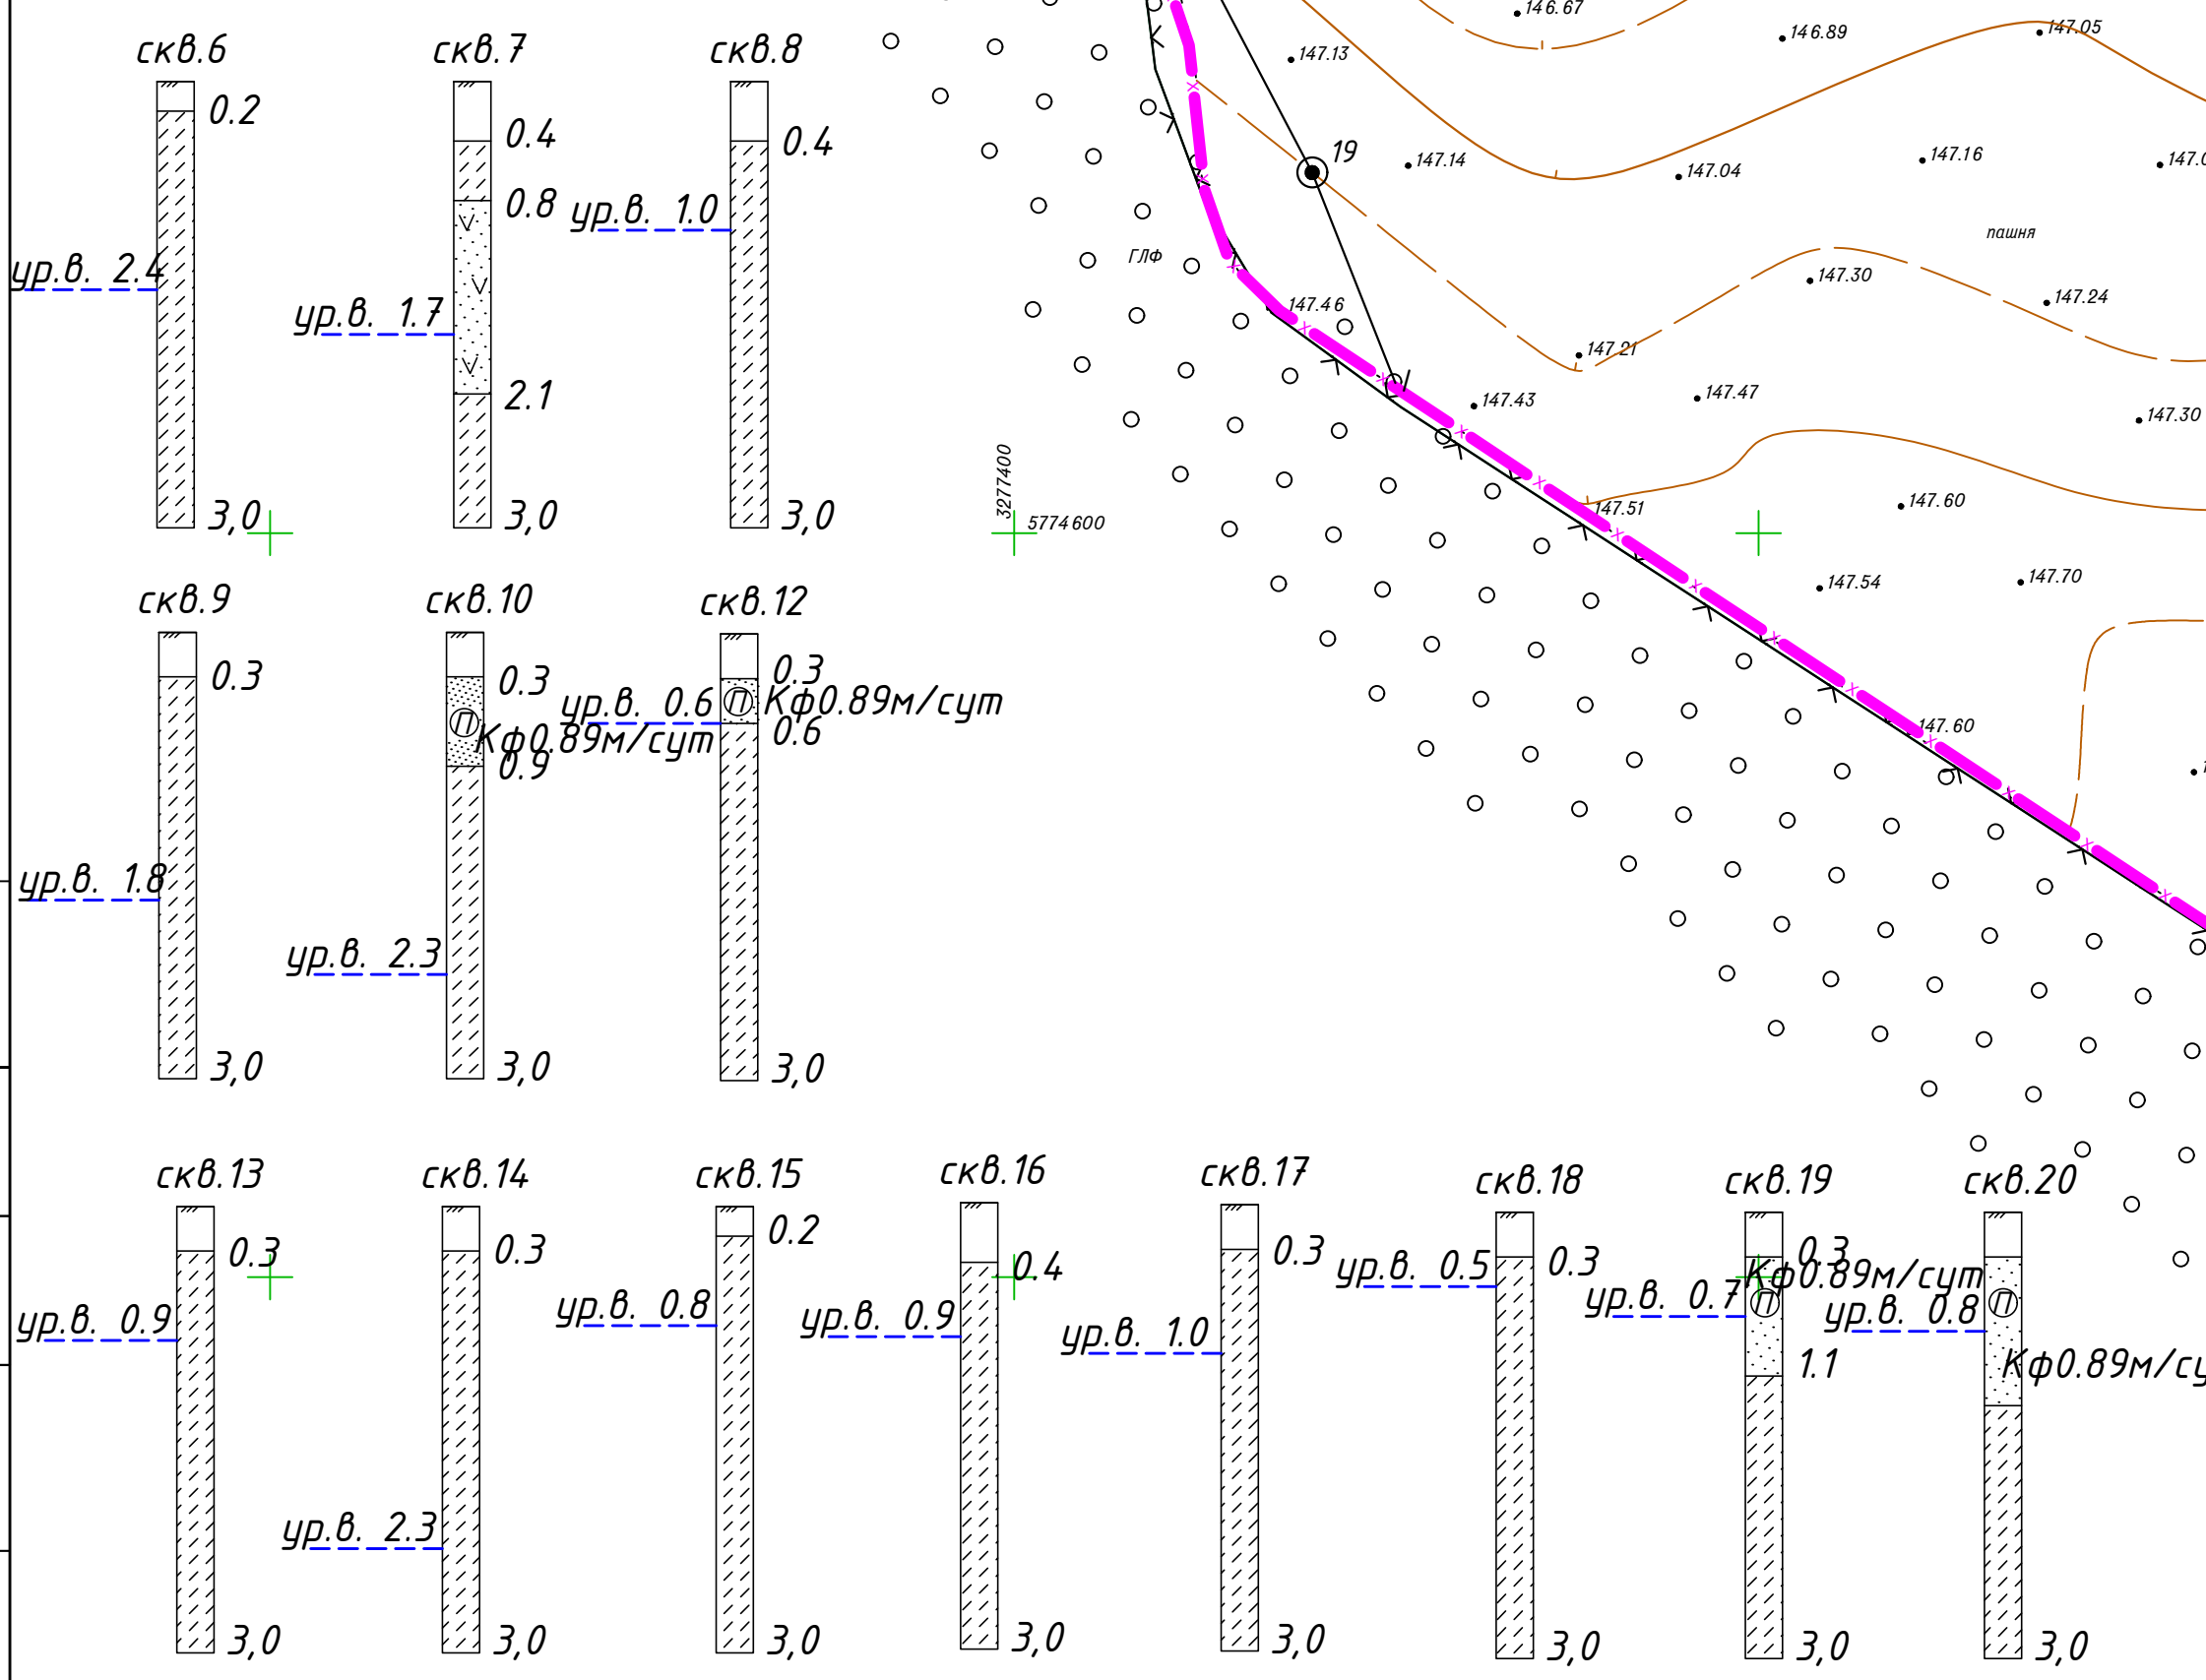 скв.6
0.2
ур.в. 2.4
3,0
скв.7
0.4
0.8
ур.в. 1.7
2.1
3,0
скв.8
0.4
ур.в. 1.0
3,0
146.67
146.89
147.05
147.13
19
147.14
147.04
147.16
пашня
ГЛФ
147.30
147.24
147.46
147.21
147.43
147.47
147.30
3277400
5774600
147.51
147.60
147.54
147.70
147.60
скв.9
0.3
ур.в. 1.8
3,0
скв.10
0.3
П
Кф0.89м/сут
0.9
ур.в. 2.3
3,0
скв.12
0.3
ур.в. 0.6
П
Кф0.89м/сут
0.6
3,0
скв.13
0.3
ур.в. 0.9
3,0
скв.14
0.3
ур.в. 2.3
3,0
скв.15
0.2
ур.в. 0.8
3,0
скв.16
0.4
ур.в. 0.9
3,0
скв.17
0.3
ур.в. 1.0
3,0
скв.18
0.3
ур.в. 0.5
3,0
скв.19
0.3
Кф0.89м/сут
ур.в. 0.7
П
1.1
3,0
скв.20
П
ур.в. 0.8
Кф0.89м/су
3,0